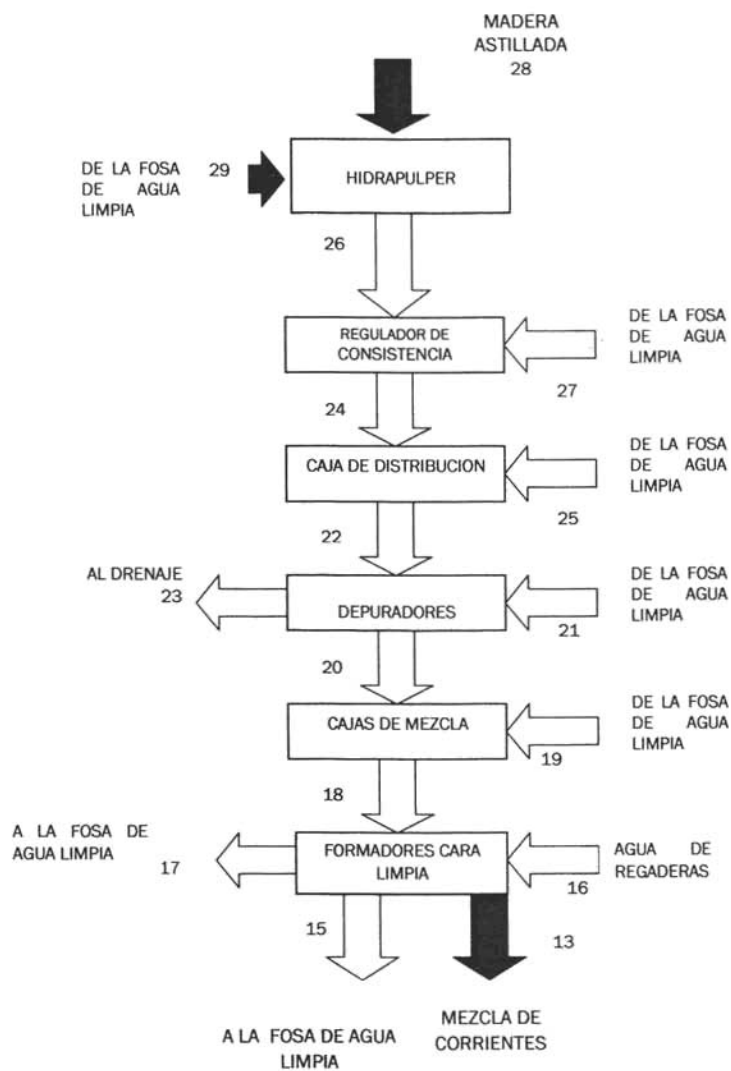 MADERA
ASTILLADA
28
DE LA FOSA
DE AGUA
LIMPIA
29
HIDRAPULPER
26
REGULADOR DE
CONSISTENCIA
DE LA FOSA
DE AGUA
LIMPIA
27
24
CAJA DE DISTRIBUCION
DE LA FOSA
DE AGUA
LIMPIA
25
22
AL DRENAJE
23
DEPURADORES
DE LA FOSA
DE AGUA
LIMPIA
21
20
CAJAS DE MEZCLA
DE LA FOSA
DE AGUA
LIMPIA
19
18
A LA FOSA DE
AGUA LIMPIA
17
FORMADORES CARA
LIMPIA
AGUA DE
REGADERAS
16
15
13
A LA FOSA DE AGUA
LIMPIA
MEZCLA DE
CORRIENTES